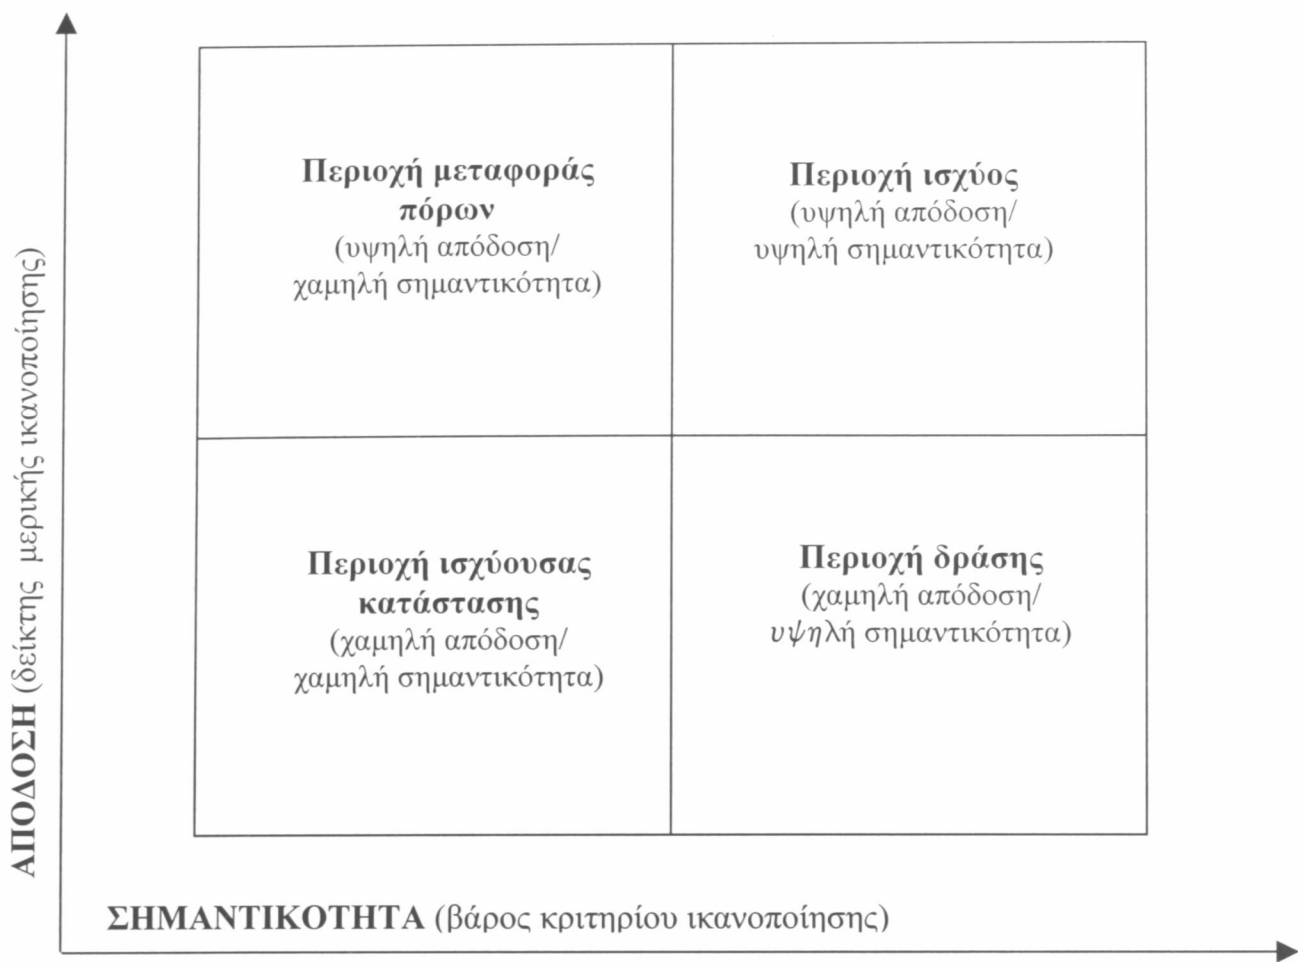 Περιοχή μεταφοράς
πόρων
(υψηλή απόδοση/
χαμηλή σημαντικότητα)
Περιοχή ισχύος
(υψηλή απόδοση/
υψηλή σημαντικότητα)
Περιοχή ισχύουσας
κατάστασης
(χαμηλή απόδοση/
χαμηλή σημαντικότητα)
Περιοχή δράσης
(χαμηλή απόδοση/
υψηλή σημαντικότητα)
ΑΠΟΔΟΣΗ (δείκτης μερικής ικανοποίησης)
ΣΗΜΑΝΤΙΚΟΤΗΤΑ (βάρος κριτηρίου ικανοποίησης)